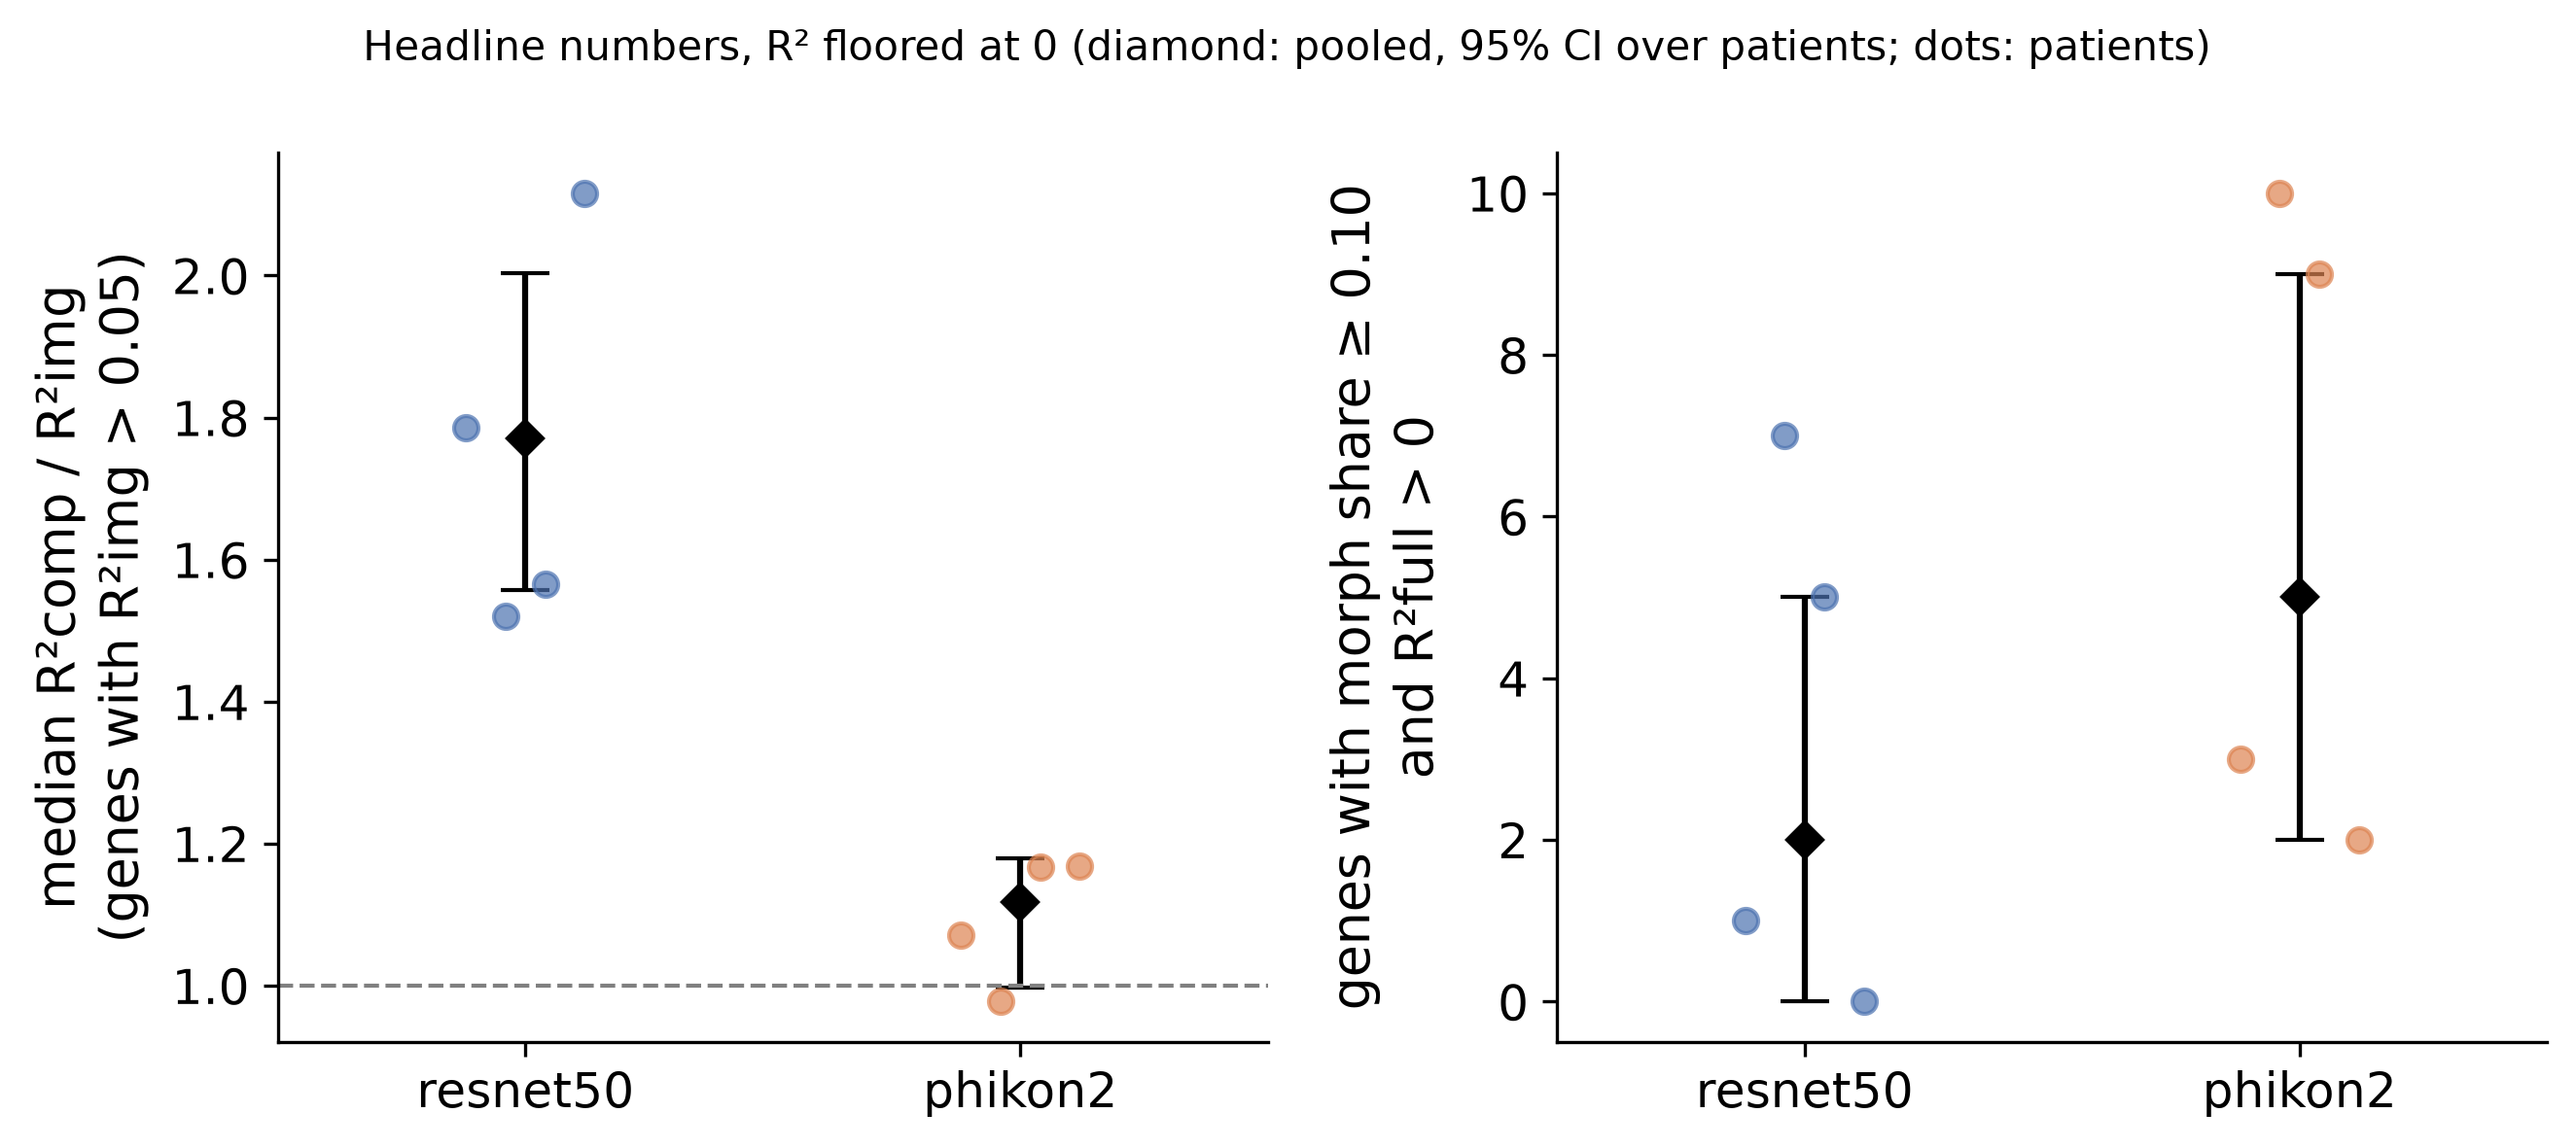 Headline numbers, R² floored at 0 (diamond: pooled, 95% CI over patients; dots: patients)
median R²comp / R²img
(genes with R²img > 0.05)
2.0
1.8
1.6
1.4
1.2
1.0
resnet50
phikon2
genes with morph share ≥ 0.10
and R²full > 0
10
8
6
4
2
0
resnet50
phikon2